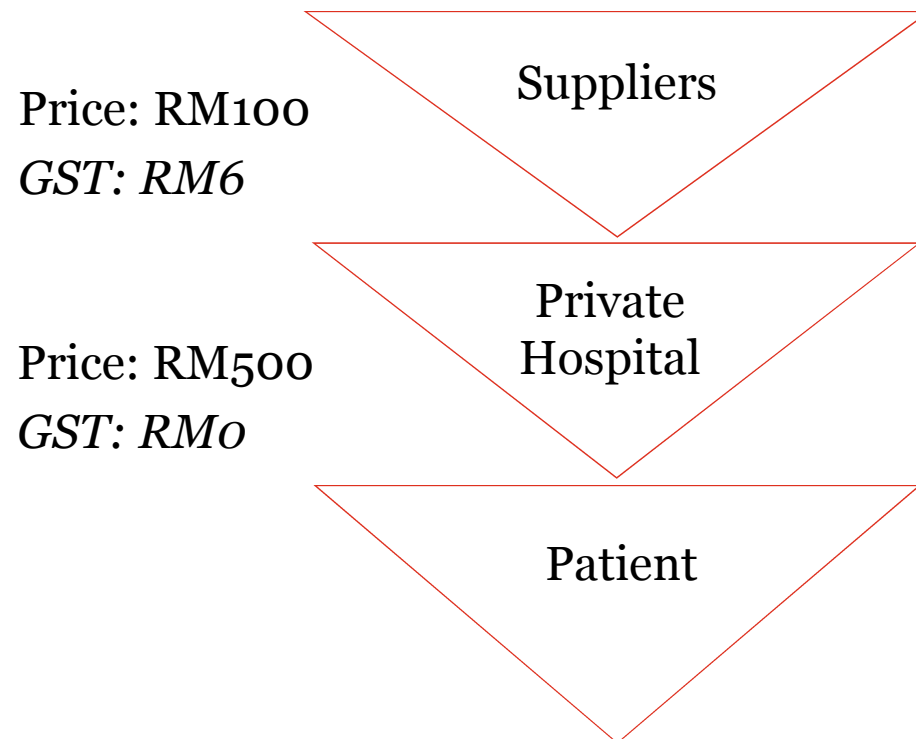 Suppliers
Price: RM100
GST: RM6
Private
Hospital
Price: RM500
GST: RM0
Patient